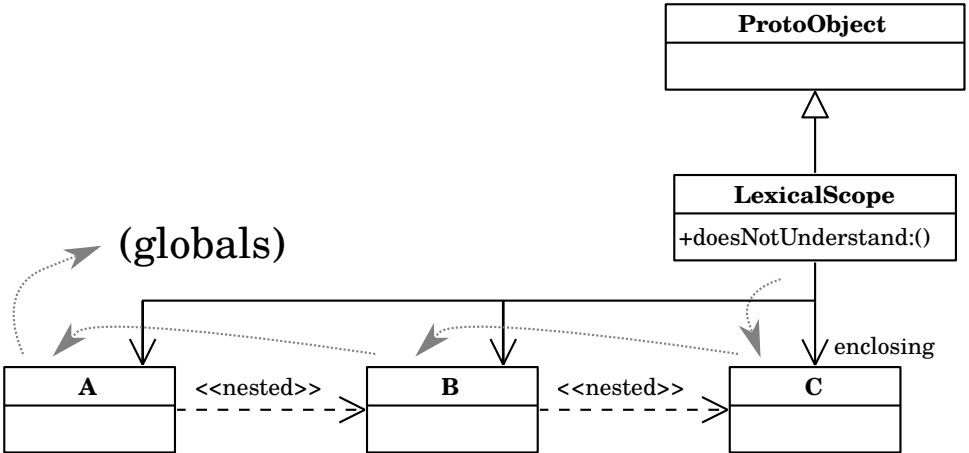 ProtoObject
LexicalScope
+doesNotUnderstand:()
(globals)
enclosing
A <<nested>> B <<nested>> C